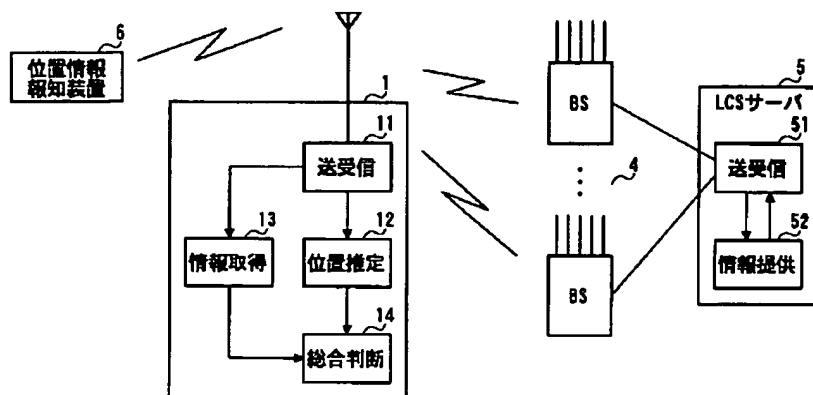 6
位置情報
報知装置
1
11
送受信
13
情報取得
12
位置推定
14
総合判断
BS
4
BS
5
LCSサーバ
51
送受信
52
情報提供